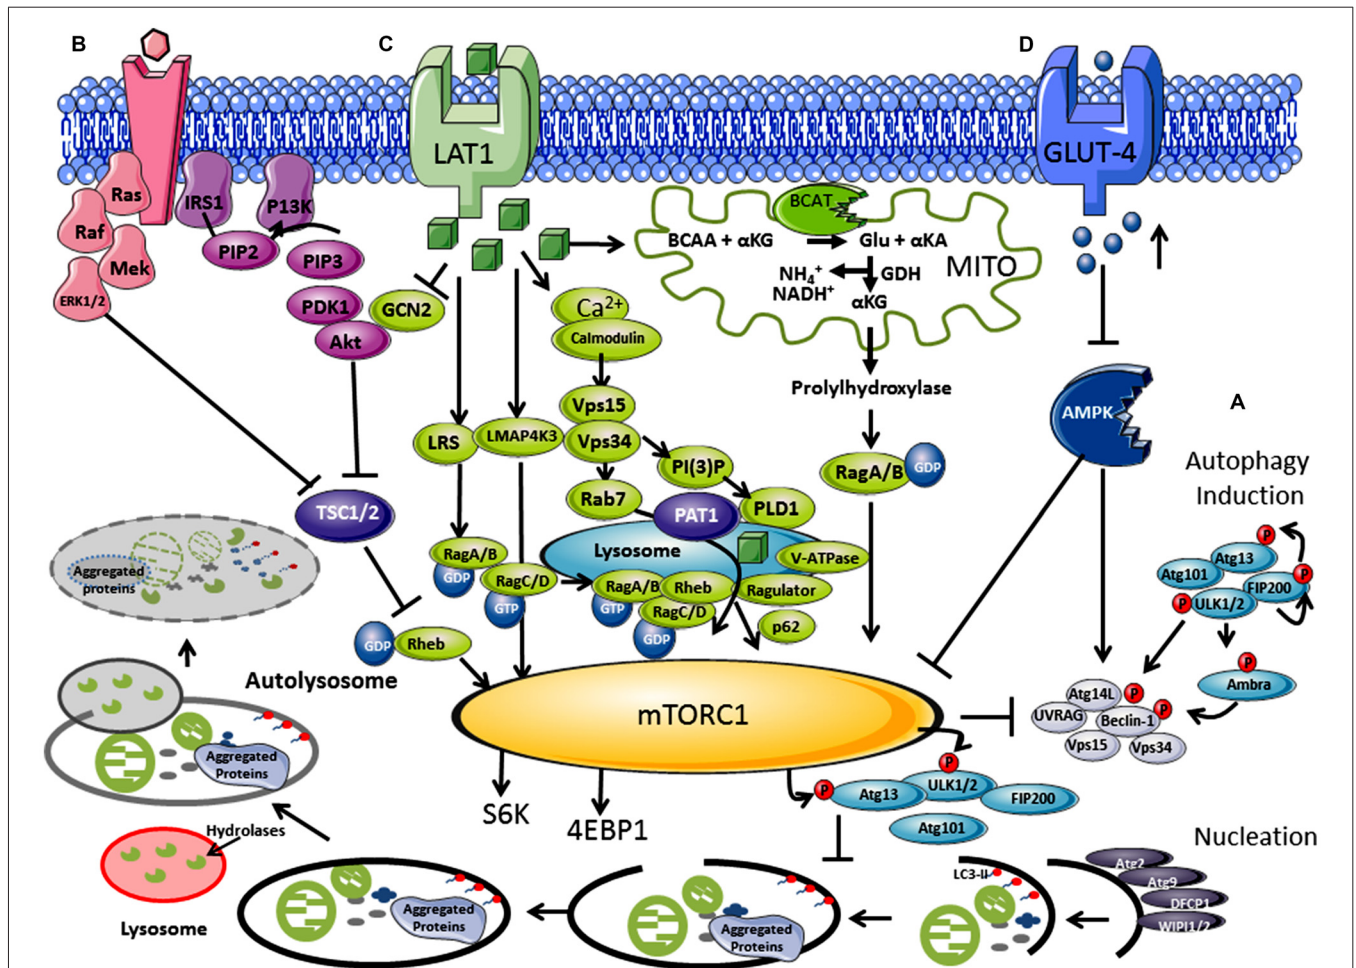 B
C
D
LAT1
GLUT-4
Ras
IRS1
P13K
BCAT
Raf
PIP2
PIP3
BCAA + αKG
Glu + αKA
Mek
NH4+
GDH
MITO
NADH+
αKG
ERK1/2
PDK1
GCN2
Ca2+
Akt
Calmodulin
Prolylhydroxylase
AMPK
A
Vps15
LRS
LMAP4K3
Vps34
PI(3)P
RagA/B
GDP
Autophagy
Induction
Rab7
PAT1
PLD1
TSC1/2
Lysosome
V-ATPase
RagA/B
GDP
RagC/D
GTP
RagA/B
GTP
Rheb
Ragulator
RagC/D
GDP
p62
Aggregated
proteins
P
Atg13
Atg101
P
FIP200
P
ULK1/2
GDP
Rheb
Autolysosome
mTORC1
P
Ambra
Atg14L
P
UVRAG
Beclin-1
P
Vps15
Vps34
Aggregated
Proteins
P
ULK1/2
P
Atg13
FIP200
S6K
4EBP1
Atg101
Nucleation
Hydrolases
Lysosome
Aggregated
Proteins
Aggregated
Proteins
LC3-II
Atg2
Atg9
DFCP1
WIPI1/2